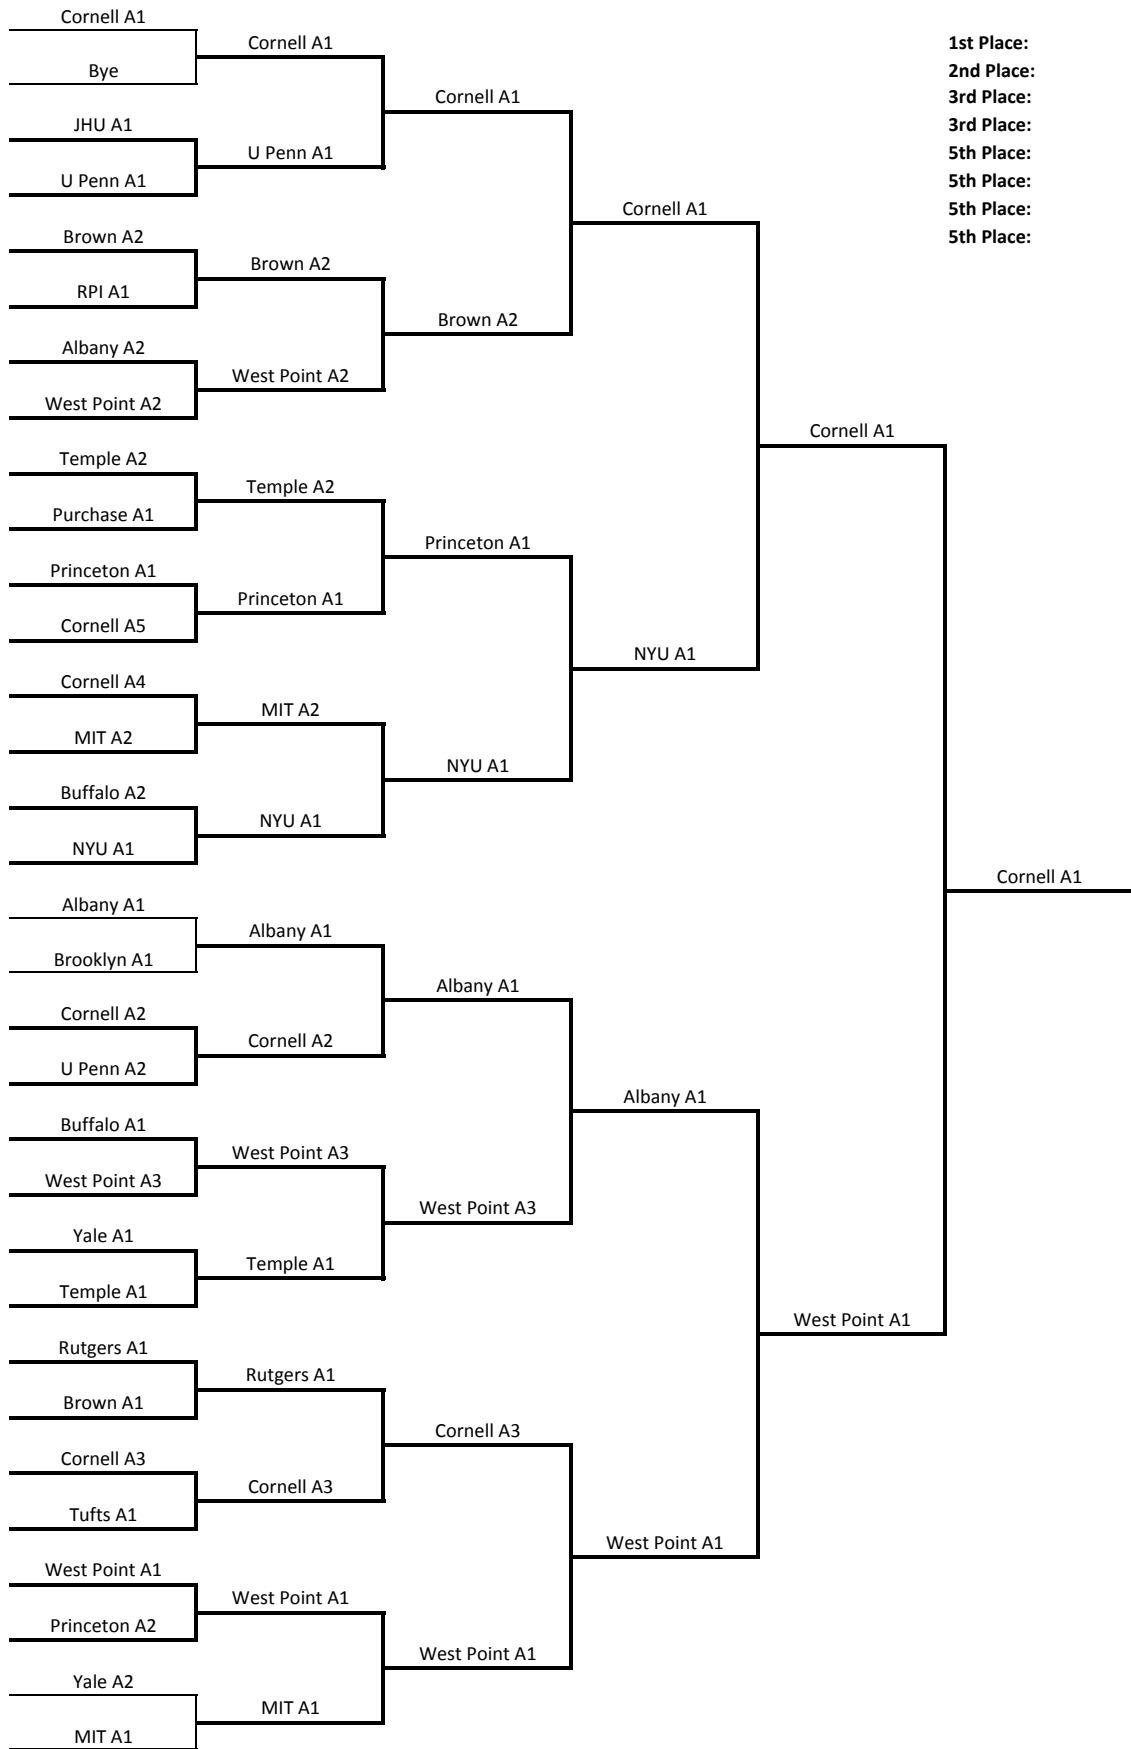 Cornell A1
Bye
JHU A1
U Penn A1
Brown A2
RPI A1
Albany A2
West Point A2
Temple A2
Purchase A1
Princeton A1
Cornell A5
Cornell A4
MIT A2
Buffalo A2
NYU A1
Albany A1
Brooklyn A1
Cornell A2
U Penn A2
Buffalo A1
West Point A3
Yale A1
Temple A1
Rutgers A1
Brown A1
Cornell A3
Tufts A1
West Point A1
Princeton A2
Yale A2
MIT A1
Cornell A1
U Penn A1
Brown A2
West Point A2
Temple A2
Princeton A1
MIT A2
NYU A1
Albany A1
Cornell A2
West Point A3
Temple A1
Rutgers A1
Cornell A3
West Point A1
MIT A1
Cornell A1
Brown A2
Princeton A1
NYU A1
Albany A1
West Point A3
Cornell A3
West Point A1
Cornell A1
NYU A1
Albany A1
West Point A1
Cornell A1
West Point A1
Cornell A1
1st Place:
2nd Place:
3rd Place:
3rd Place:
5th Place:
5th Place:
5th Place:
5th Place: